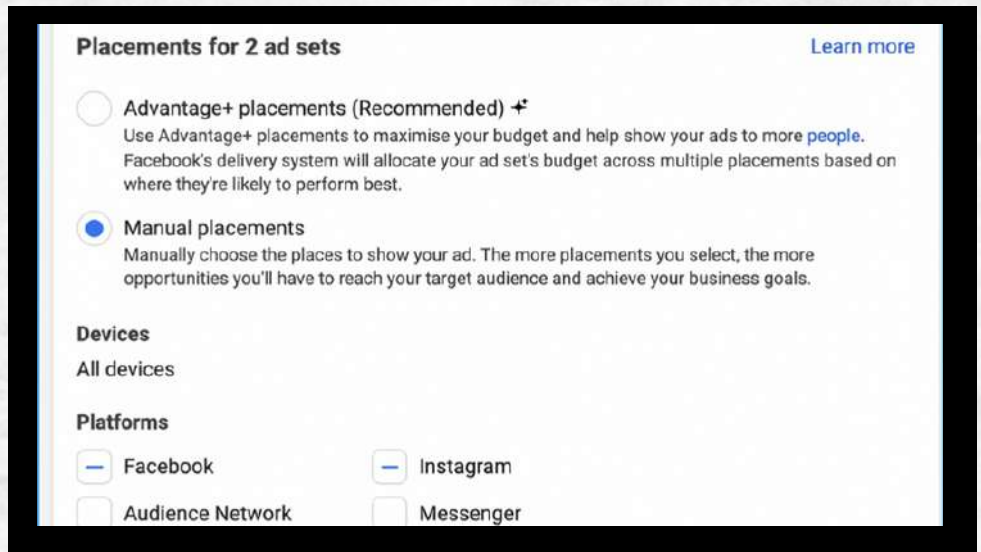 Placements for 2 ad sets
Learn more
Advantage+ placements (Recommended)
Use Advantage+ placements to maximise your budget and help show your ads to more people.
Facebook's delivery system will allocate your ad set's budget across multiple placements based on
where they're likely to perform best.
Manual placements
Manually choose the places to show your ad. The more placements you select, the more
opportunities you'll have to reach your target audience and achieve your business goals.
Devices
All devices
Platforms
Facebook
Instagram
Audience Network
Messenger